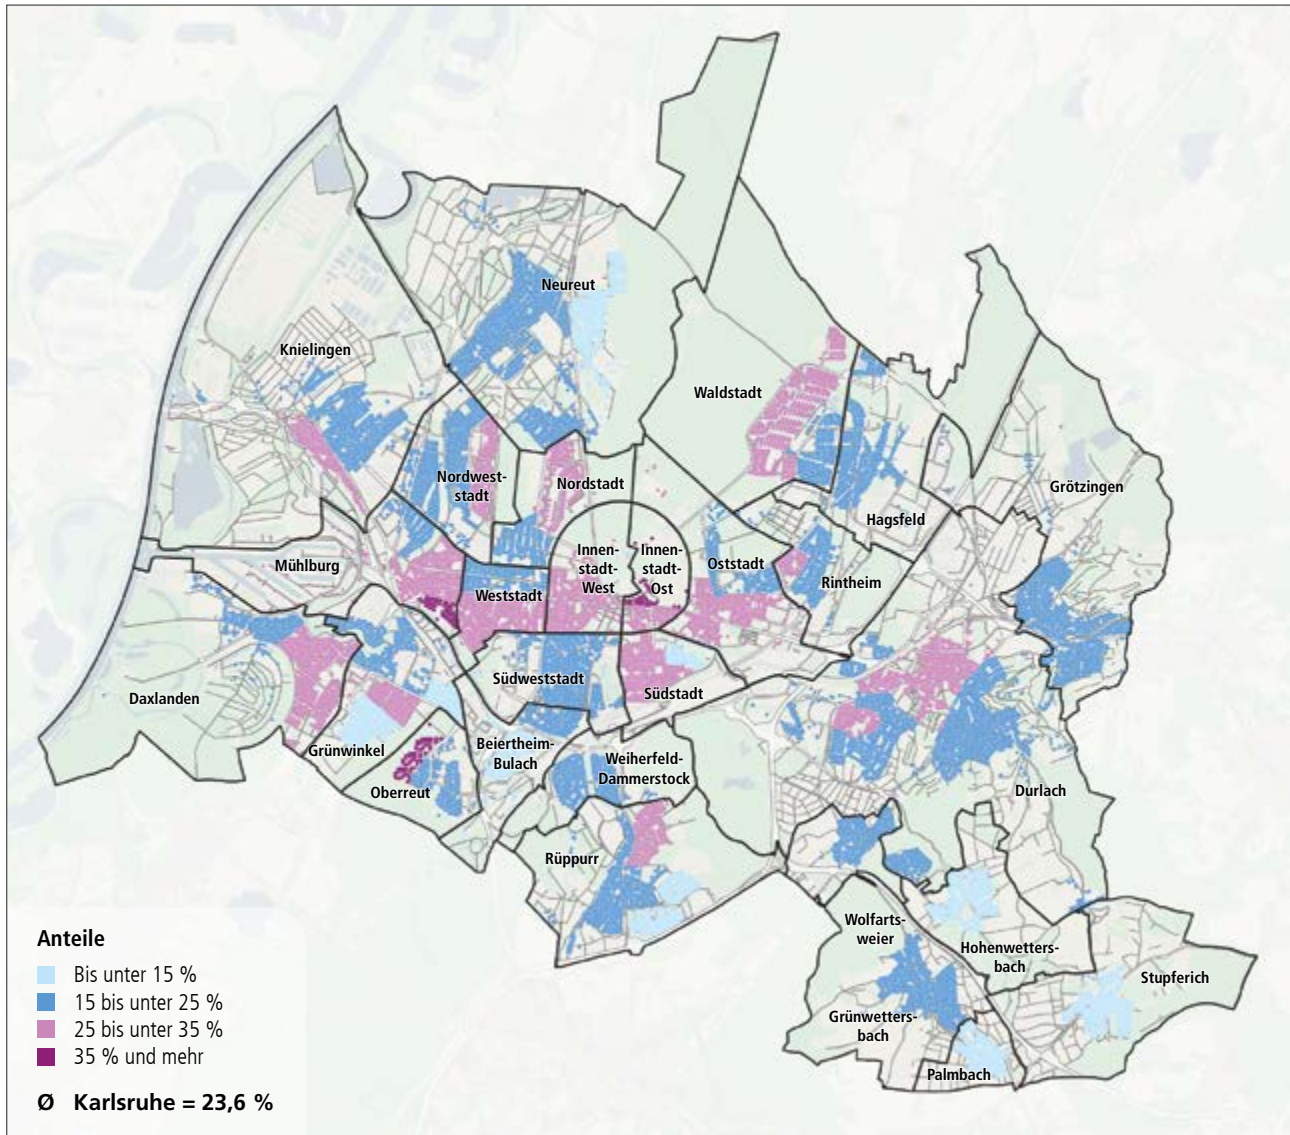 Neureut
Knielingen
Waldstadt
Nordwest-
stadt
Nordstadt
Grötzingen
Hagsfeld
Mühlburg
Innen-
stadt-
West
Innen-
stadt-
Ost
Oststadt
Rintheim
Weststadt
Daxlanden
Südweststadt
Südstadt
Grünwinkel
Beiertheim-
Bulach
Weiherfeld-
Dammerstock
Oberreut
Durlach
Rüppurr
Wolfarts-
weier
Hohenwetters-
bach
Stupferich
Grünwetters-
bach
Palmbach
Anteile
Bis unter 15 %
15 bis unter 25 %
25 bis unter 35 %
35 % und mehr
Ø Karlsruhe = 23,6 %